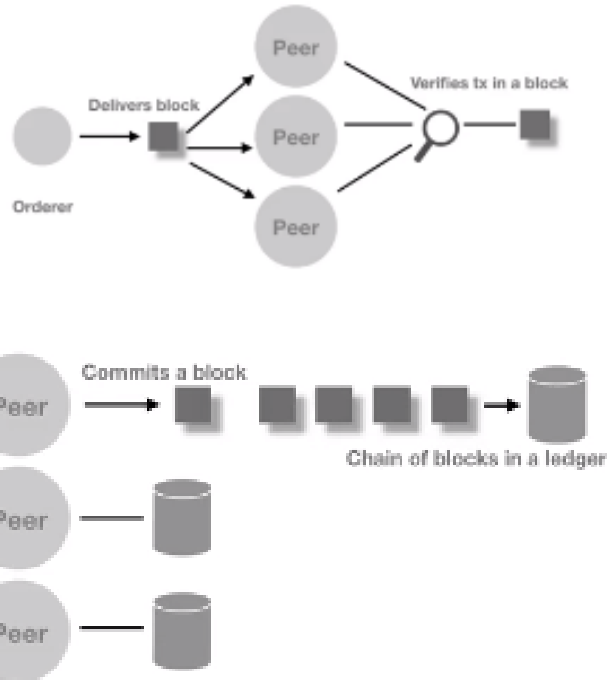 Peer
Verifies tx in a block
Delivers block
Peer
Orderer
Peer
Commits a block
Peer
Chain of blocks in a ledger
Peer
Peer